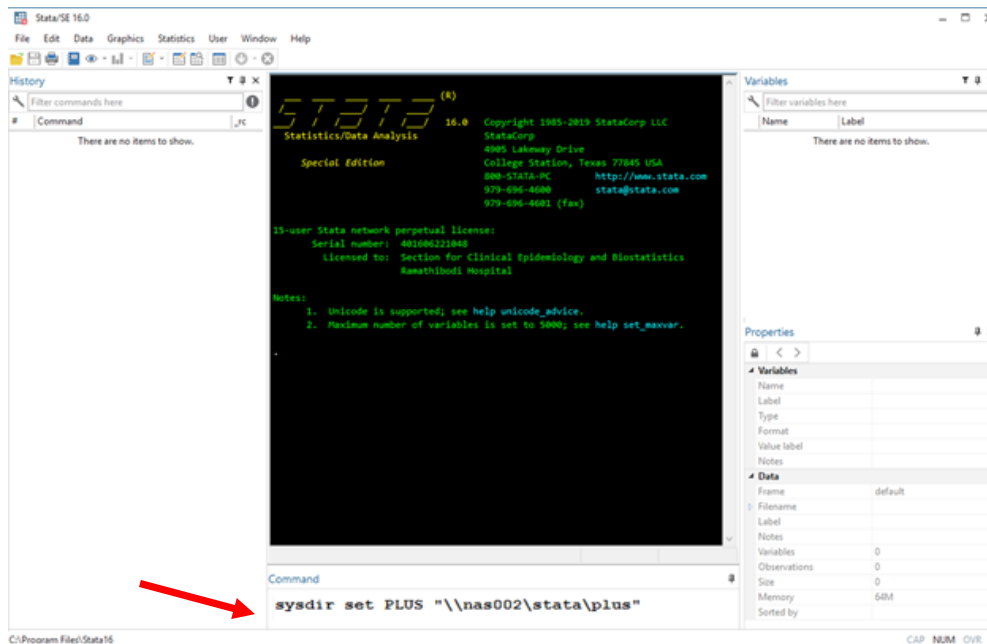 Stata/SE 16.0
File Edit Data Graphics Statistics User Window Help
History
Filter commands here
# Command _rc
There are no items to show.
(R)
16.0 Copyright 1985-2019 StataCorp LLC
Statistics/Data Analysis StataCorp
4905 Lakeway Drive
Special Edition College Station, Texas 77845 USA
800-STATA-PC http://www.stata.com
979-696-4600 stata@stata.com
979-696-4601 (fax)
15-user Stata network perpetual license:
Serial number: 401606221048
Licensed to: Section for Clinical Epidemiology and Biostatistics
Ramathibodi Hospital
Notes:
1. Unicode is supported; see help unicode_advice.
2. Maximum number of variables is set to 5000; see help set_maxvar.
.
Command
sysdir set PLUS "\\nas002\stata\plus"
Variables
Filter variables here
Name Label
There are no items to show.
Properties
Variables
Name
Label
Type
Format
Value label
Notes
Data
Frame default
Filename
Label
Notes
Variables 0
Observations 0
Size 0
Memory 64M
Sorted by
C:\Program Files\Stata16
CAP NUM OVR